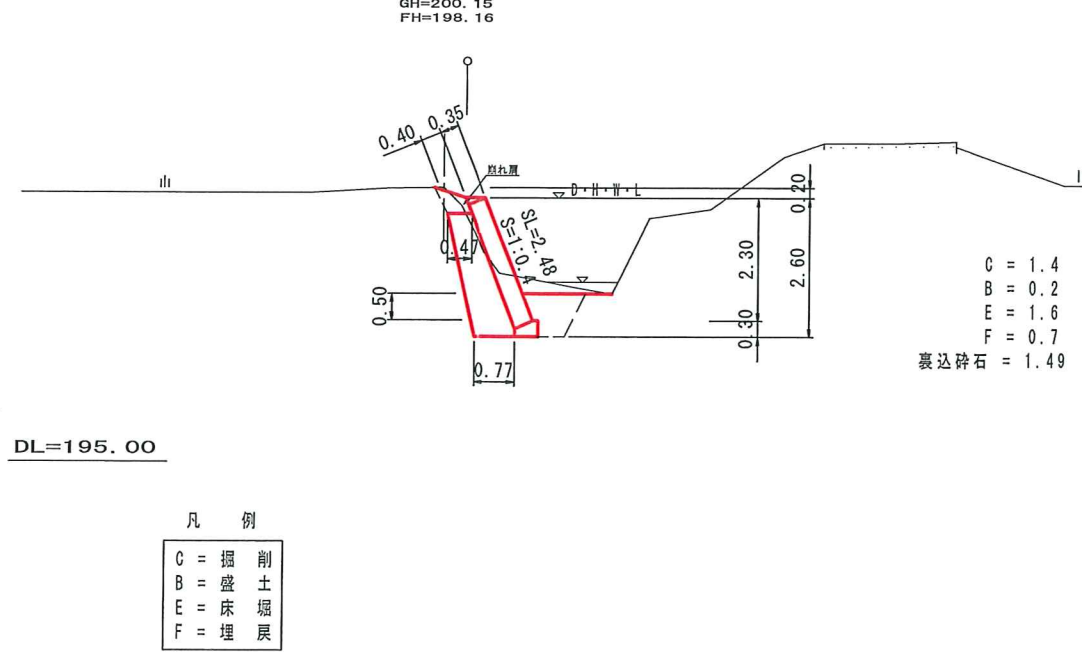 GH=200. 15
FH=198. 16
0.40
0.35
崩れ肩
D・H・W・L
0.20
0.47
SL=2.48
S=1:0.4
2.30
2.60
0.50
0.30
0.77
C = 1.4
B = 0.2
E = 1.6
F = 0.7
裏込砕石 = 1.49
DL=195. 00
凡 例
C = 掘 削
B = 盛 土
E = 床 堀
F = 埋 戻